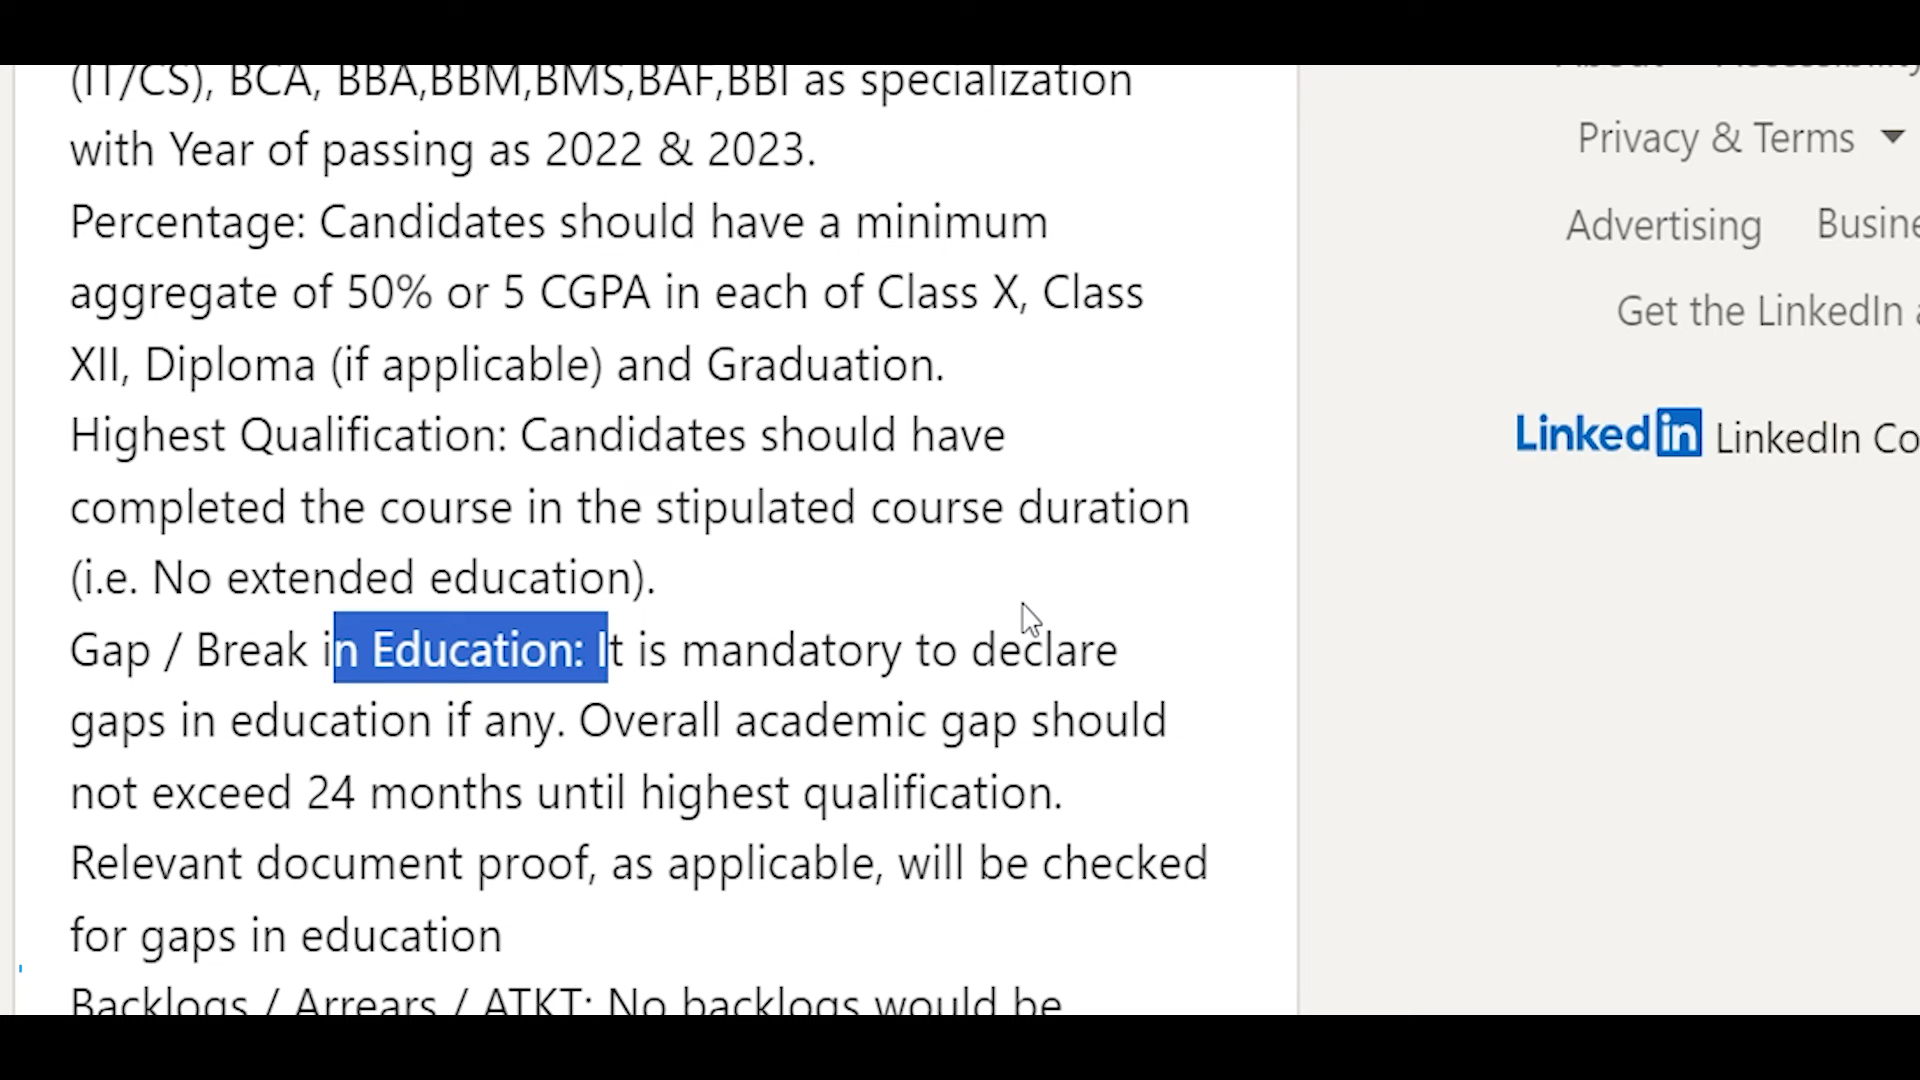 (IT/CS), BCA, BBA,BBM,BMS,BAF,BBI as specialization
with Year of passing as 2022 & 2023.
Percentage: Candidates should have a minimum
aggregate of 50% or 5 CGPA in each of Class X, Class
XII, Diploma (if applicable) and Graduation.
Highest Qualification: Candidates should have
completed the course in the stipulated course duration
(i.e. No extended education).
Gap / Break in Education: It is mandatory to declare
gaps in education if any. Overall academic gap should
not exceed 24 months until highest qualification.
Relevant document proof, as applicable, will be checked
for gaps in education
Backlogs / Arrears / ATKT: No backlogs would be
About Accessibility
Privacy & Terms
Advertising Busine
Get the LinkedIn a
LinkedIn LinkedIn Co